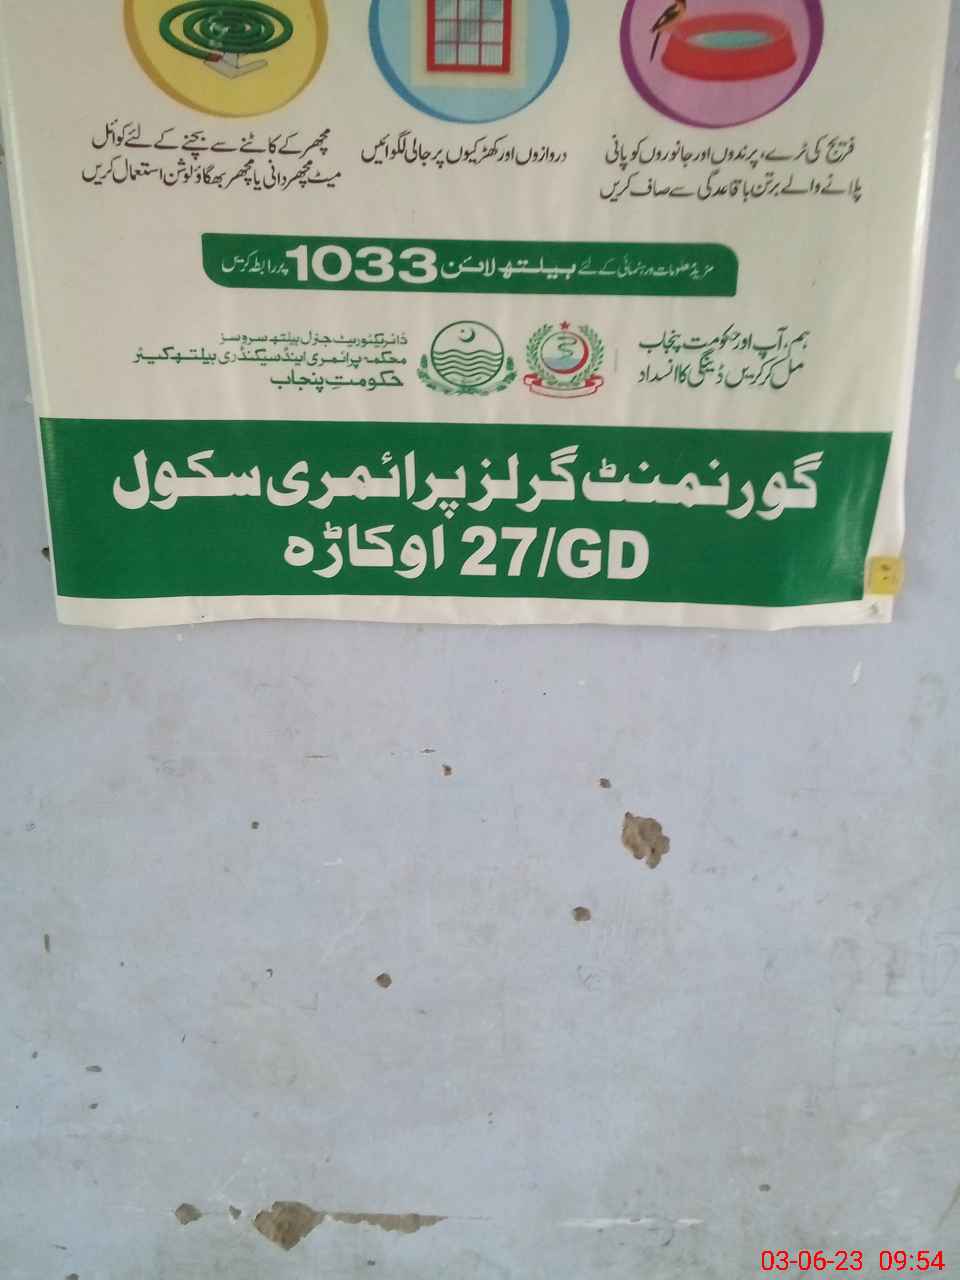 فریج کی ٹرے، پرندوں اور جانوروں کو پانی
پلانے والے برتن باقاعدگی سے صاف کریں
دروازوں اور کھڑکیوں پر جالی لگوائیں
مچھر کے کاٹنے سے بچنے کے لئے کوائل
میٹ مچھردانی یا مچھر بھگاؤ لوشن استعمال کریں
مزید معلومات ورہنمائی کے لئے ہیلتھ لائن 1033 پر رابطہ کریں
ہم، آپ اور حکومت پنجاب
مل کر کریں ڈینگی کا انسداد
ڈائریکٹوریٹ جنرل ہیلتھ سروسز
محکمہ پرائمری اینڈ سیکنڈری ہیلتھ کیئر
حکومتِ پنجاب
گورنمنٹ گرلز پرائمری سکول
27/GD اوکاڑہ
03-06-23 09:54